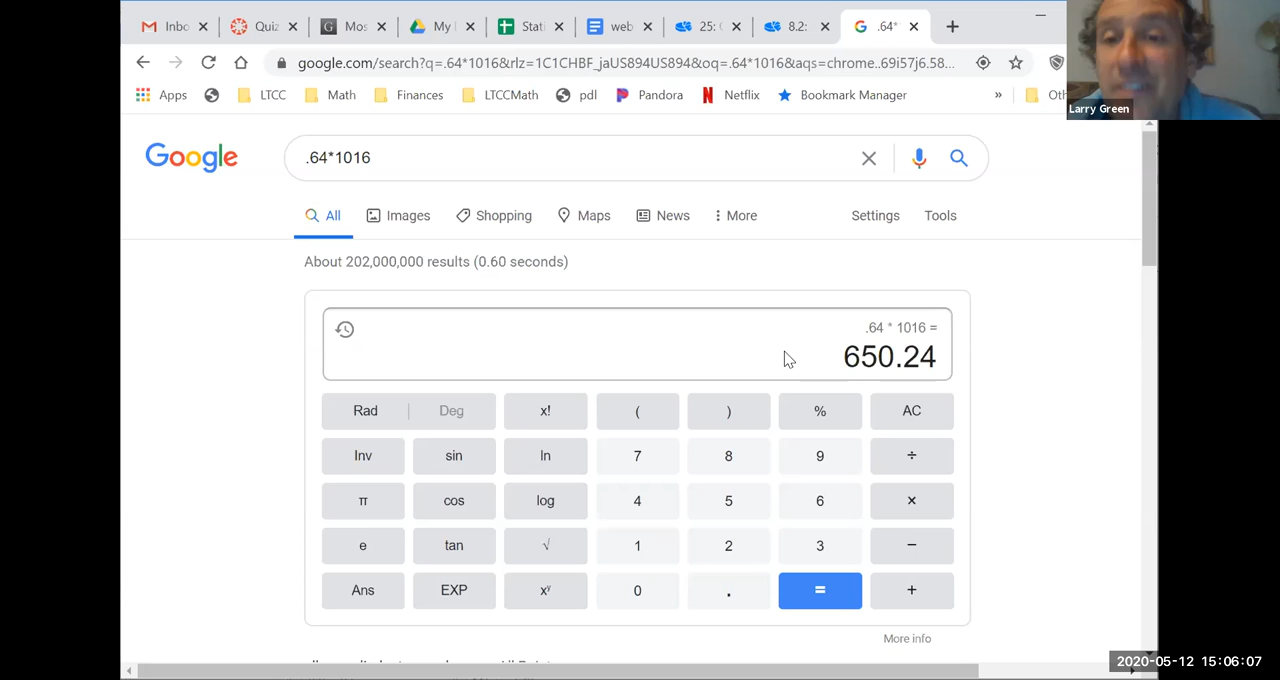 Inbo
Quiz
Mos
My
Stati
web
25:
8.2:
.64*
google.com/search?q=.64*1016&rlz=1C1CHBF_jaUS894US894&oq=.64*1016&aqs=chrome..69i57j6.58...
Apps
LTCC
Math
Finances
LTCCMath
pdl
Pandora
Netflix
Bookmark Manager
»
Larry Green
Google
.64*1016
All
Images
Shopping
Maps
News
More
Settings
Tools
About 202,000,000 results (0.60 seconds)
.64 * 1016 =
650.24
Rad | Deg x! ( ) % AC
Inv sin ln 7 8 9 ÷
π cos log 4 5 6 ×
e tan √ 1 2 3 −
Ans EXP xʸ 0 . = +
More info
2020-05-12 15:06:07